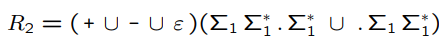 R₂ = ( + ∪ - ∪ ε )(Σ₁ Σ₁* . Σ₁* ∪ . Σ₁ Σ₁*)